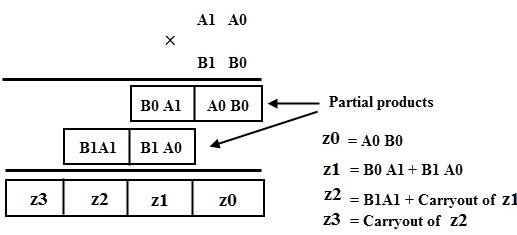 A1 A0
×
B1 B0
B0 A1 A0 B0
Partial products
B1A1 B1 A0
z0 = A0 B0
z1 = B0 A1 + B1 A0
z2 = B1A1 + Carryout of z1
z3 = Carryout of z2
z3 z2 z1 z0